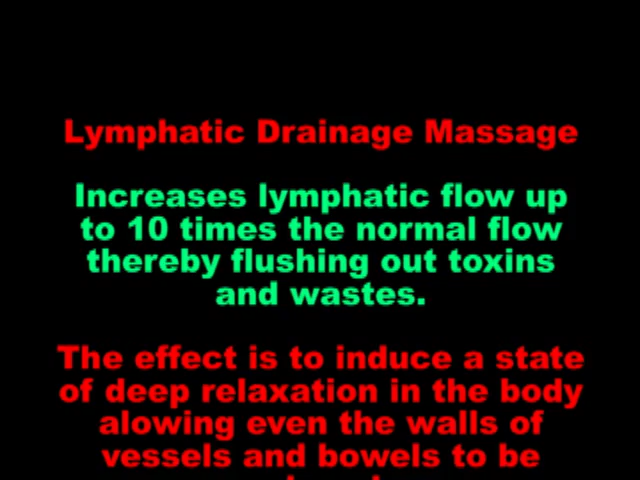 Lymphatic Drainage Massage
Increases lymphatic flow up
to 10 times the normal flow
thereby flushing out toxins
and wastes.
The effect is to induce a state
of deep relaxation in the body
alowing even the walls of
vessels and bowels to be